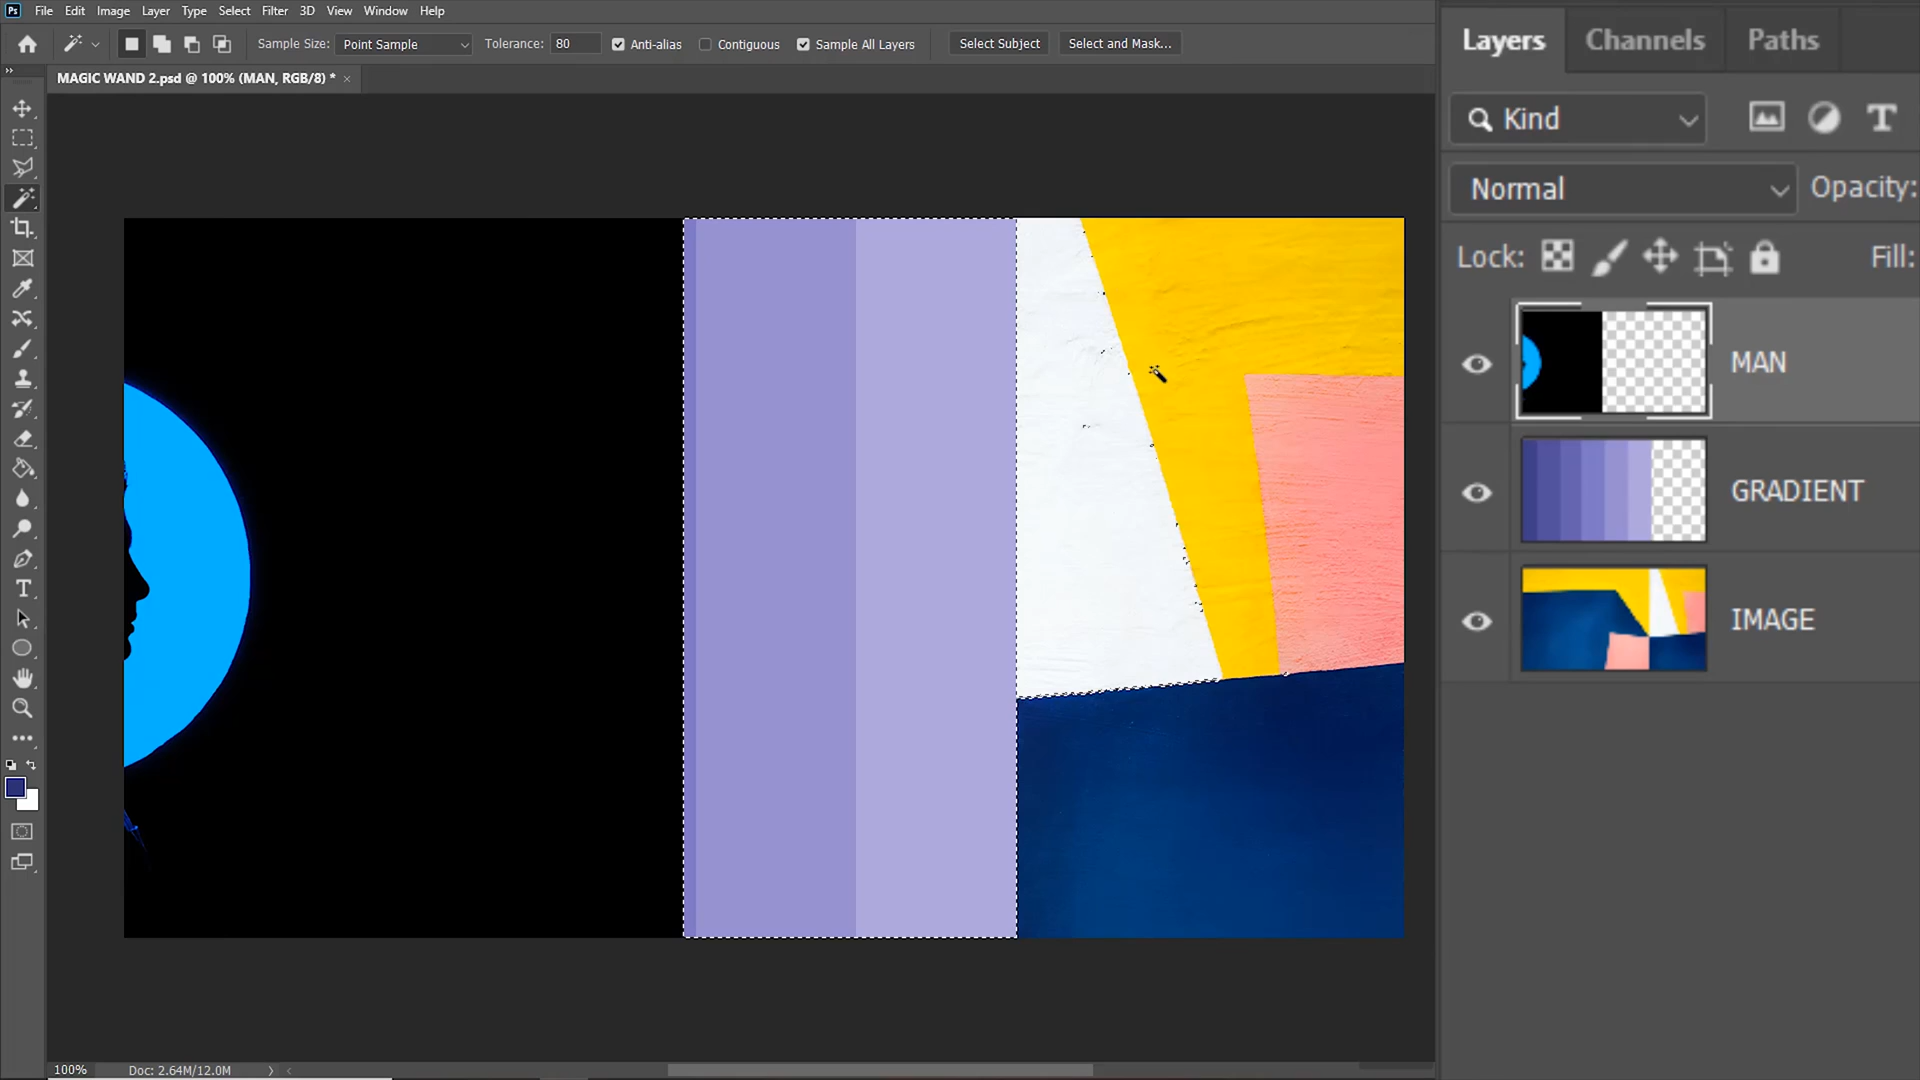 Ps File Edit Image Layer Type Select Filter 3D View Window Help
Sample Size: Point Sample Tolerance: 80 Anti-alias Contiguous Sample All Layers Select Subject Select and Mask...
MAGIC WAND 2.psd @ 100% (MAN, RGB/8) *
Layers Channels Paths
Kind
Normal Opacity:
Lock: Fill:
MAN
GRADIENT
IMAGE
100% Doc: 2.64M/12.0M